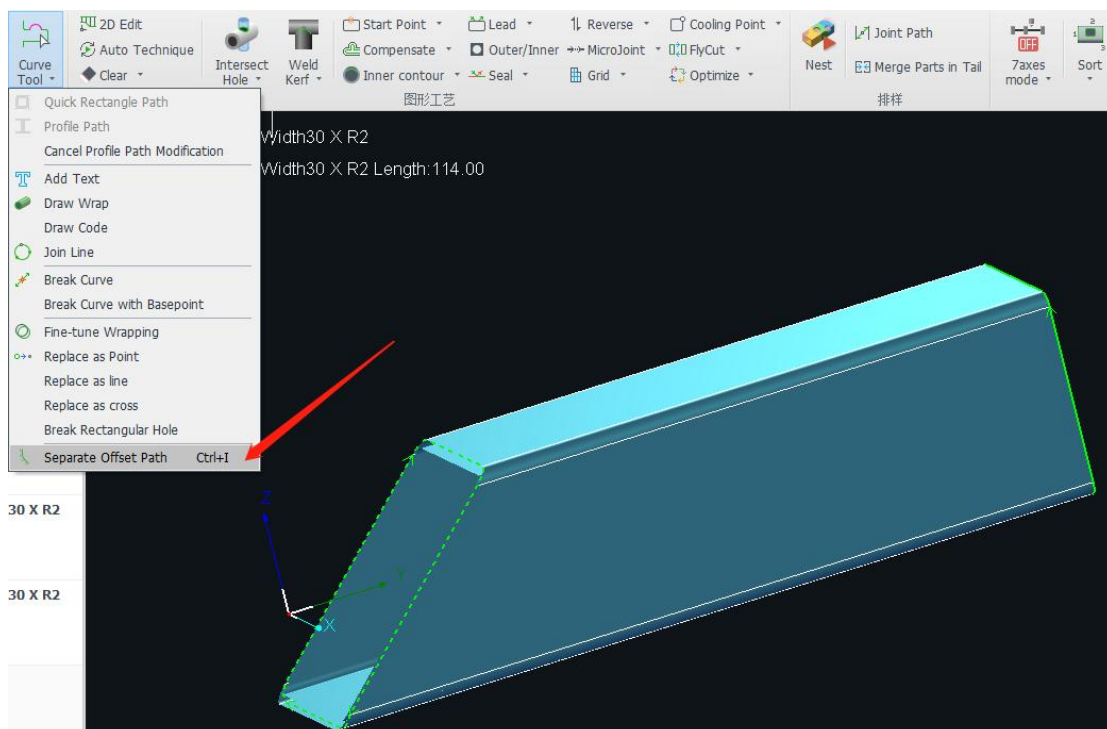 Curve Tool
2D Edit
Auto Technique
Clear
Intersect Hole
Weld Kerf
Start Point
Lead
Reverse
Cooling Point
Compensate
Outer/Inner
MicroJoint
FlyCut
Inner contour
Seal
Grid
Optimize
图形工艺
Nest
Joint Path
Merge Parts in Tail
排样
OFF
7axes mode
1
2
3
Sort
Quick Rectangle Path
Profile Path
Cancel Profile Path Modification
Add Text
Draw Wrap
Draw Code
Join Line
Break Curve
Break Curve with Basepoint
Fine-tune Wrapping
Replace as Point
Replace as line
Replace as cross
Break Rectangular Hole
Separate Offset Path Ctrl+I
Width30 X R2
Width30 X R2 Length:114.00
30 X R2
30 X R2
Z
Y
X